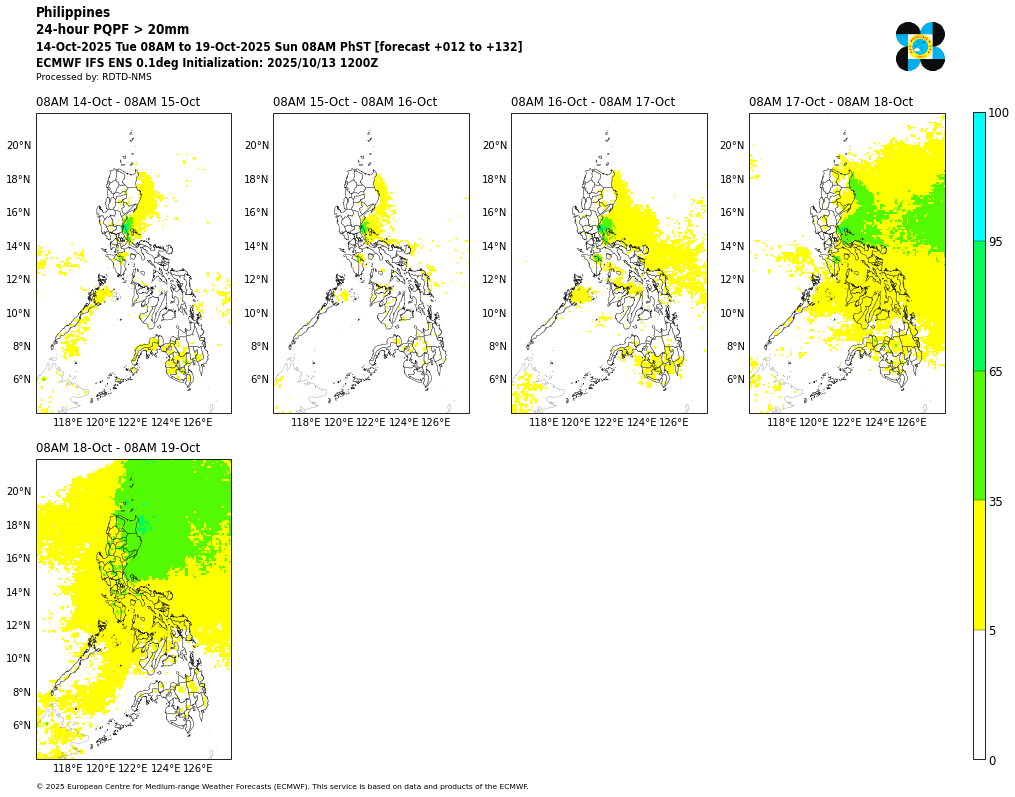 Philippines
24-hour PQPF > 20mm
14-Oct-2025 Tue 08AM to 19-Oct-2025 Sun 08AM PhST [forecast +012 to +132]
ECMWF IFS ENS 0.1deg Initialization: 2025/10/13 1200Z
Processed by: RDTD-NMS
08AM 14-Oct - 08AM 15-Oct
20°N
18°N
16°N
14°N
12°N
10°N
8°N
6°N
118°E 120°E 122°E 124°E 126°E
08AM 15-Oct - 08AM 16-Oct
20°N
18°N
16°N
14°N
12°N
10°N
8°N
6°N
118°E 120°E 122°E 124°E 126°E
08AM 16-Oct - 08AM 17-Oct
20°N
18°N
16°N
14°N
12°N
10°N
8°N
6°N
118°E 120°E 122°E 124°E 126°E
08AM 17-Oct - 08AM 18-Oct
20°N
18°N
16°N
14°N
12°N
10°N
8°N
6°N
118°E 120°E 122°E 124°E 126°E
100
95
65
35
5
0
08AM 18-Oct - 08AM 19-Oct
20°N
18°N
16°N
14°N
12°N
10°N
8°N
6°N
118°E 120°E 122°E 124°E 126°E
© 2025 European Centre for Medium-range Weather Forecasts (ECMWF). This service is based on data and products of the ECMWF.